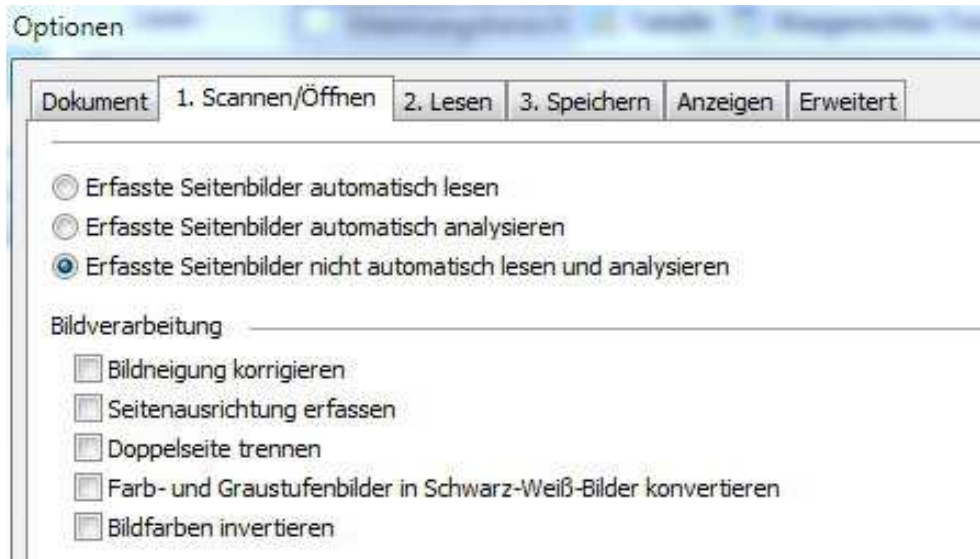 Optionen
Dokument 1. Scannen/Öffnen 2. Lesen 3. Speichern Anzeigen Erweitert
Erfasste Seitenbilder automatisch lesen
Erfasste Seitenbilder automatisch analysieren
Erfasste Seitenbilder nicht automatisch lesen und analysieren
Bildverarbeitung
Bildneigung korrigieren
Seitenausrichtung erfassen
Doppelseite trennen
Farb- und Graustufenbilder in Schwarz-Weiß-Bilder konvertieren
Bildfarben invertieren